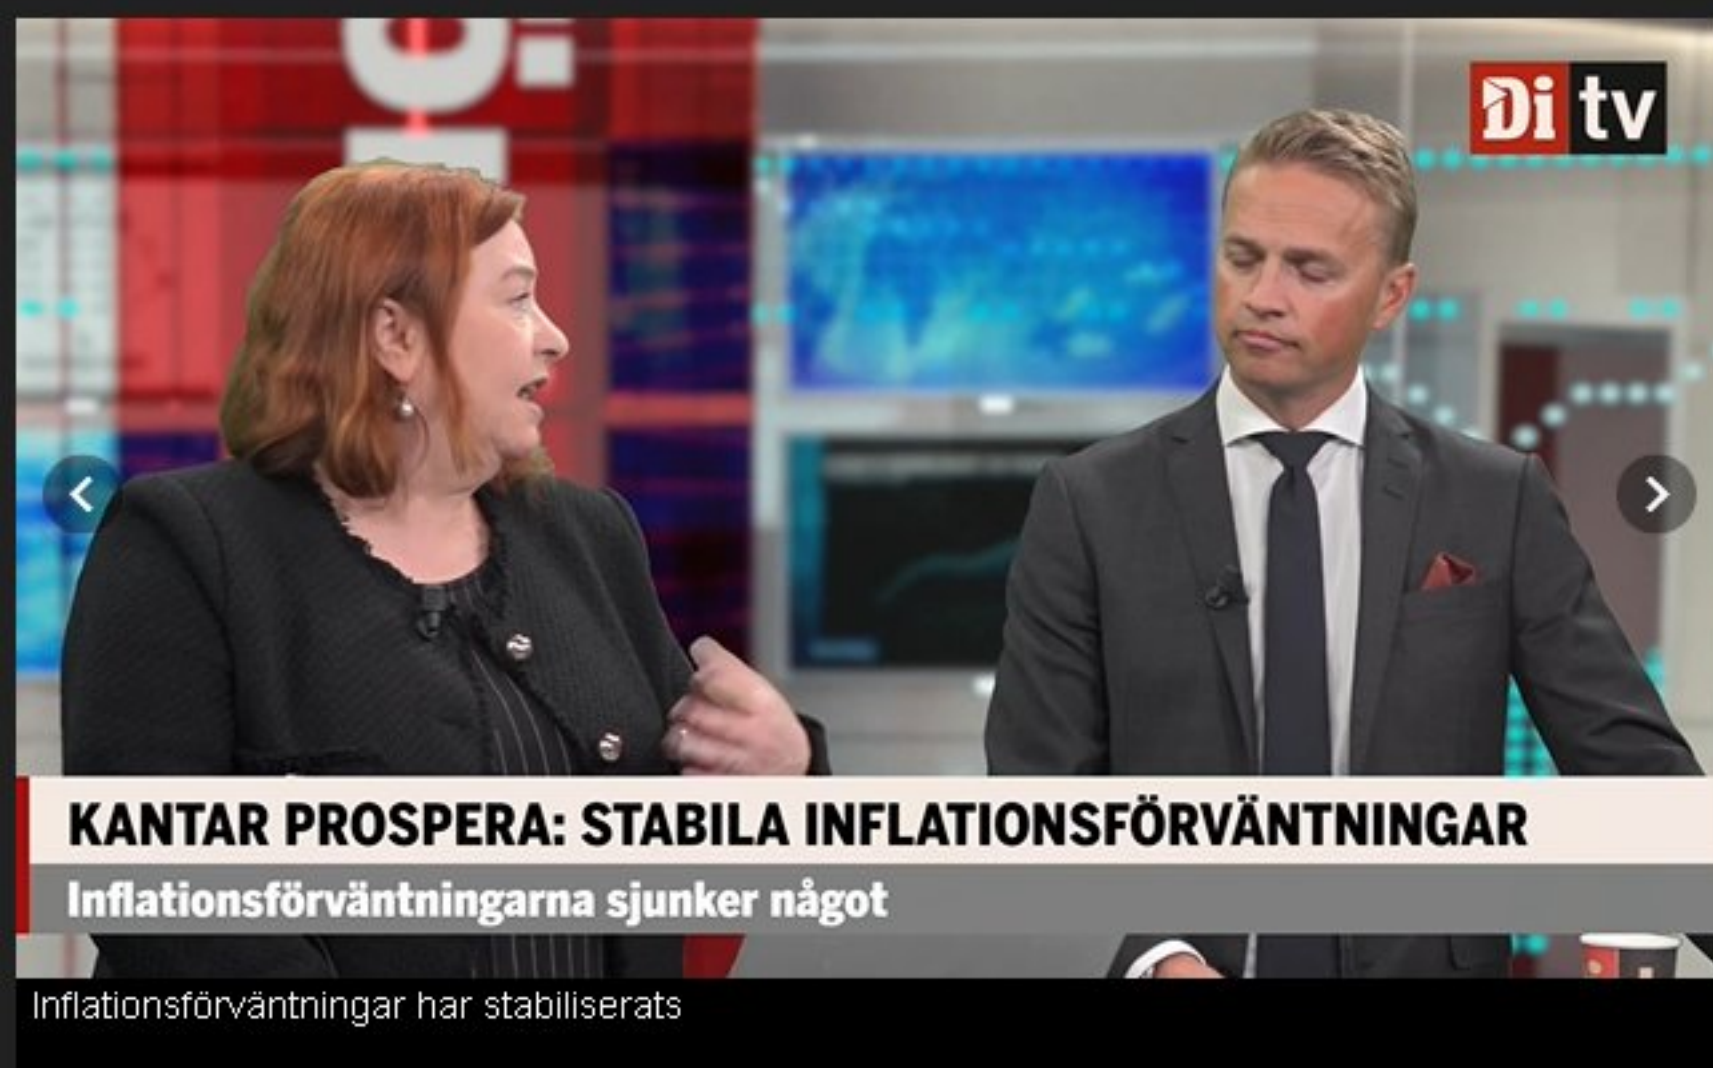 Di tv
KANTAR PROSPERA: STABILA INFLATIONSFÖRVÄNTNINGAR
Inflationsförväntningarna sjunker något
Inflationsförväntningar har stabiliserats